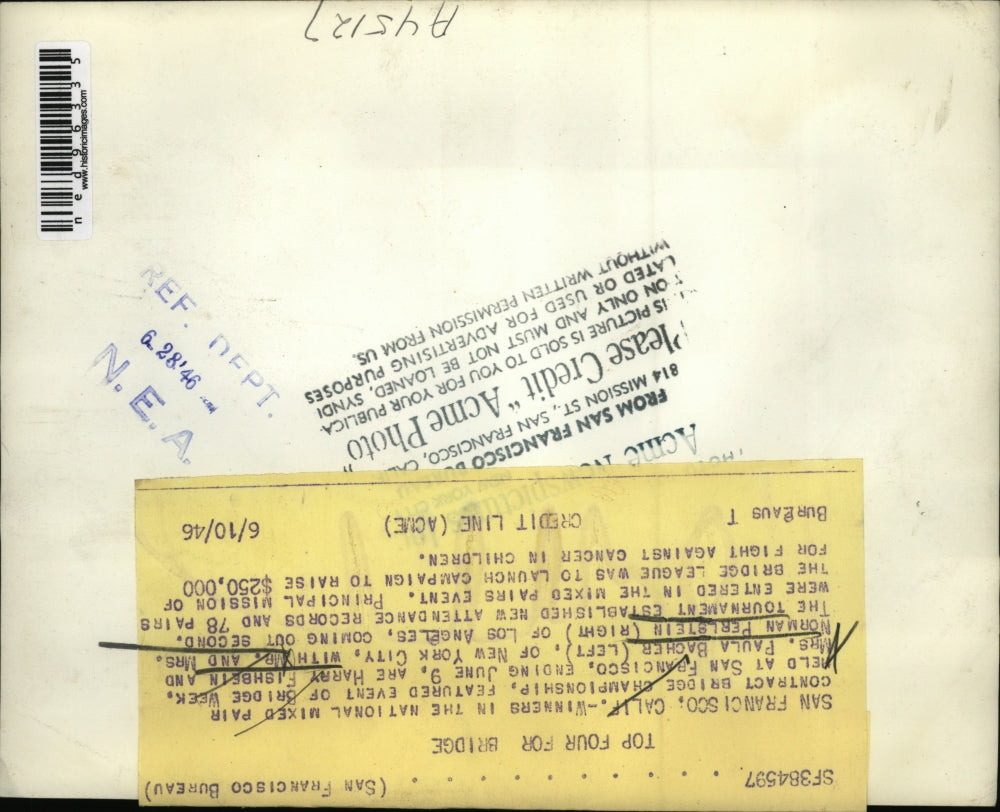 A45127
ned96335
www.historicimages.com
REF. DEPT.
6-28'46
N.E.A.
Acme
FROM SAN FRANCISCO
814 MISSION ST., SAN FRANCISCO,
Please Credit "Acme Photo"
IS PICTURE IS SOLD TO YOU FOR YOUR PUBLICA-
ON ONLY AND MUST NOT BE LOANED, SYNDI
LATED OR USED FOR ADVERTISING PURPOSES
WITHOUT WRITTEN PERMISSION FROM US.
SF384597 . . . . . . . . . . (SAN FRANCISCO BUREAU)
TOP FOUR FOR BRIDGE
SAN FRANCISCO, CALIF.--WINNERS IN THE NATIONAL MIXED PAIR
CONTRACT BRIDGE CHAMPIONSHIP, FEATURED EVENT OF BRIDGE WEEK,
HELD AT SAN FRANCISCO, ENDING JUNE 9, ARE HARRY FISHBEIN AND
MRS. PAULA BACHER (LEFT), OF NEW YORK CITY, WITH MR. AND MRS.
NORMAN PERLSTEIN (RIGHT) OF LOS ANGELES, COMING OUT SECOND.
THE TOURNAMENT ESTABLISHED NEW ATTENDANCE RECORDS AND 78 PAIRS
WERE ENTERED IN THE MIXED PAIRS EVENT. PRINCIPAL MISSION OF
THE BRIDGE LEAGUE WAS TO LAUNCH CAMPAIGN TO RAISE $250,000
FOR FIGHT AGAINST CANCER IN CHILDREN.
BUREAUS T CREDIT LINE (ACME) 6/10/46